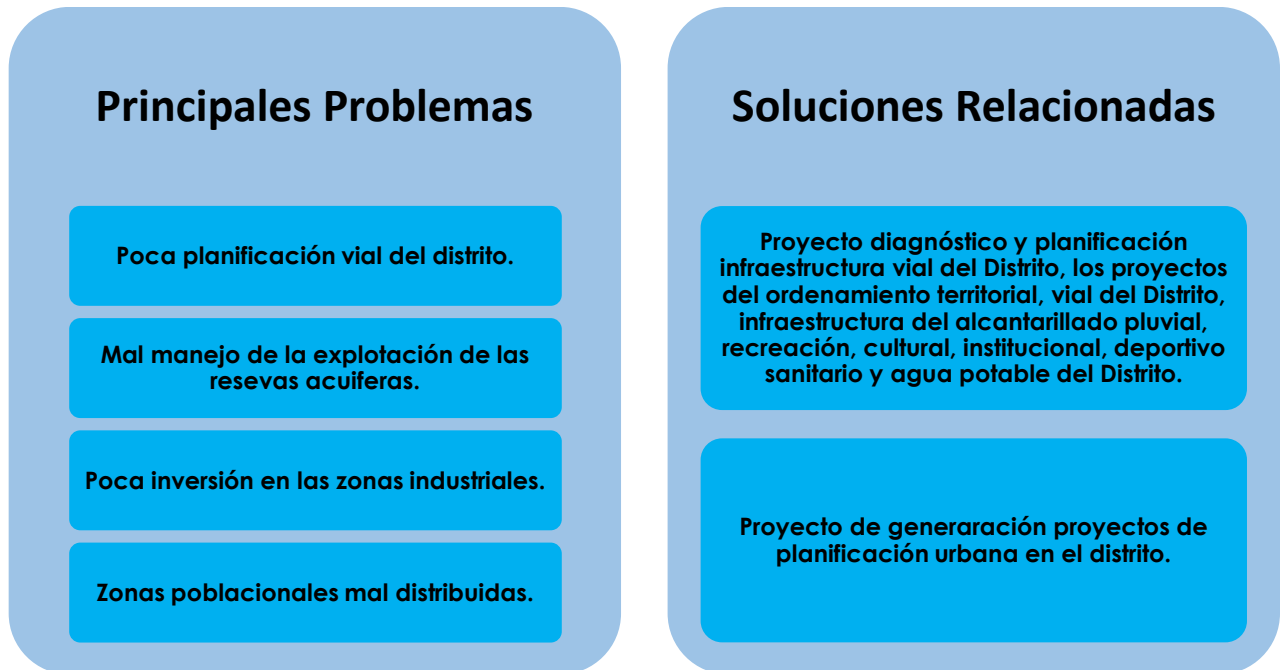 Principales Problemas
Poca planificación vial del distrito.
Mal manejo de la explotación de las
resevas acuiferas.
Poca inversión en las zonas industriales.
Zonas poblacionales mal distribuidas.
Soluciones Relacionadas
Proyecto diagnóstico y planificación
infraestructura vial del Distrito, los proyectos
del ordenamiento territorial, vial del Distrito,
infraestructura del alcantarillado pluvial,
recreación, cultural, institucional, deportivo
sanitario y agua potable del Distrito.
Proyecto de generaración proyectos de
planificación urbana en el distrito.